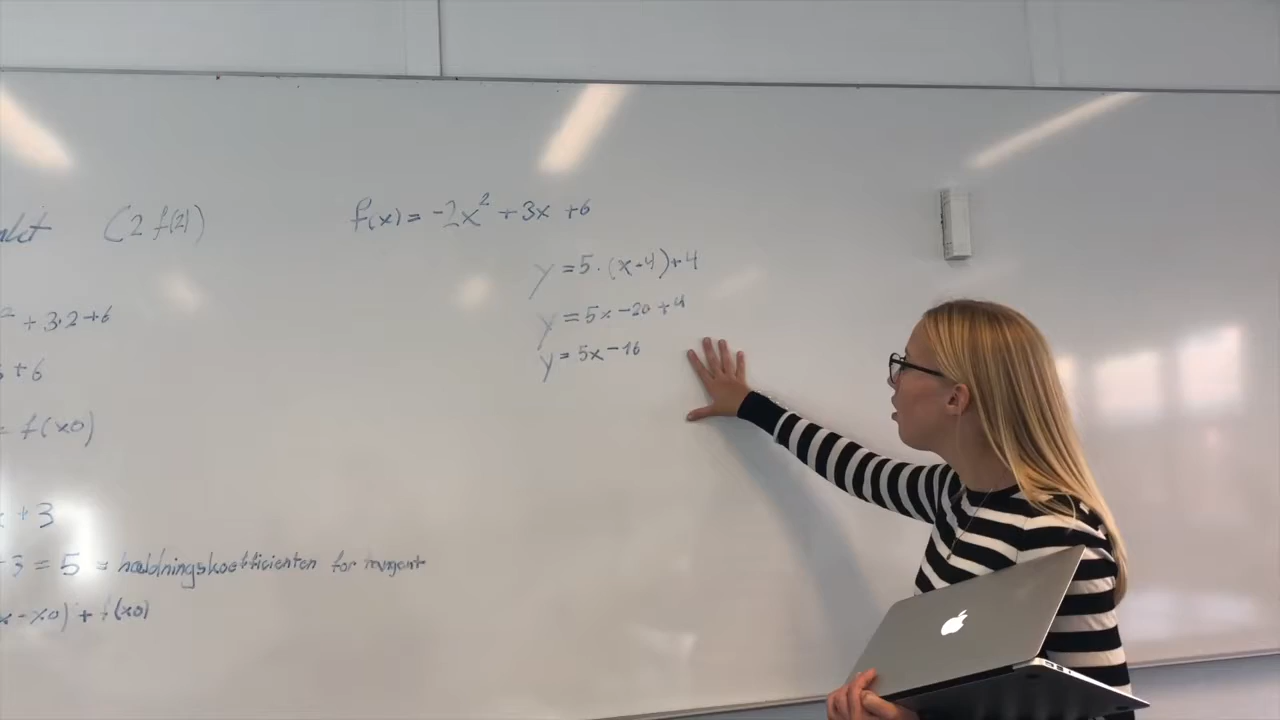 (2 f(2))
f(x) = -2x² + 3x + 6
y = 5·(x-4)+4
y = 5x-20+4
y = 5x-16
² + 3·2+6
+ 6
= f(x0)
+ 3
3 = 5 = hældningskoefficienten for
x-x0) + f(x0)